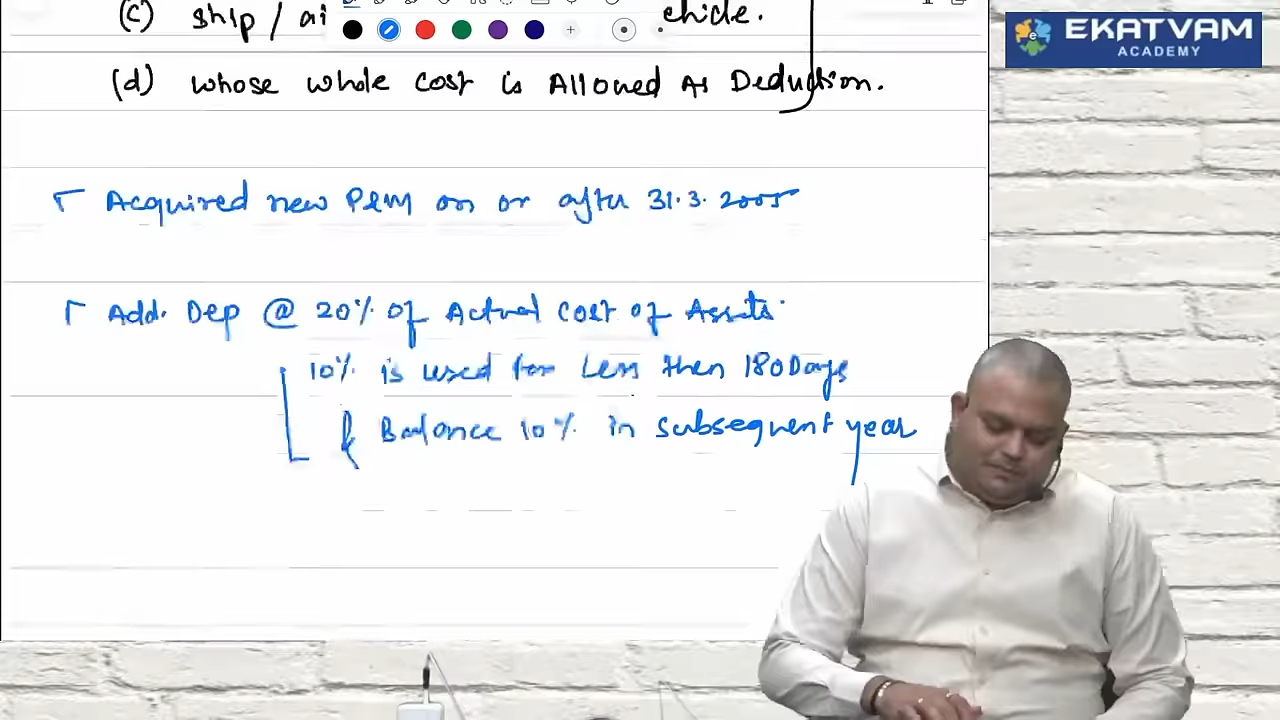 (c) ship / ai ehicle.
(d) whose whole cost is Allowed As Deduction.
EKATVAM
ACADEMY
Acquired new P&M on or after 31.3.2005
Add. Dep @ 20% of Actual cost of Assets
10% is used for Less then 180 Days
& Balance 10% in subsequent year